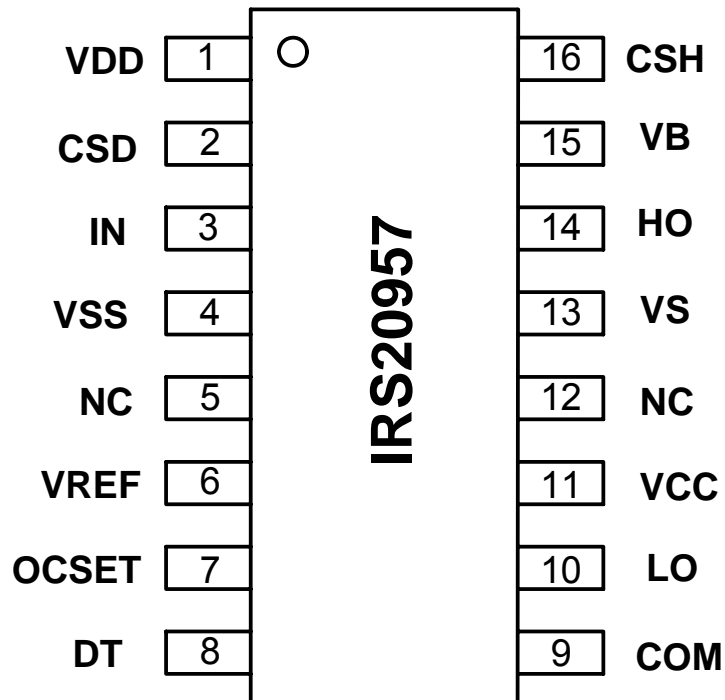 VDD 1 16 CSH
CSD 2 15 VB
IN 3 14 HO
VSS 4 13 VS
NC 5 12 NC
VREF 6 11 VCC
OCSET 7 10 LO
DT 8 9 COM
IRS20957